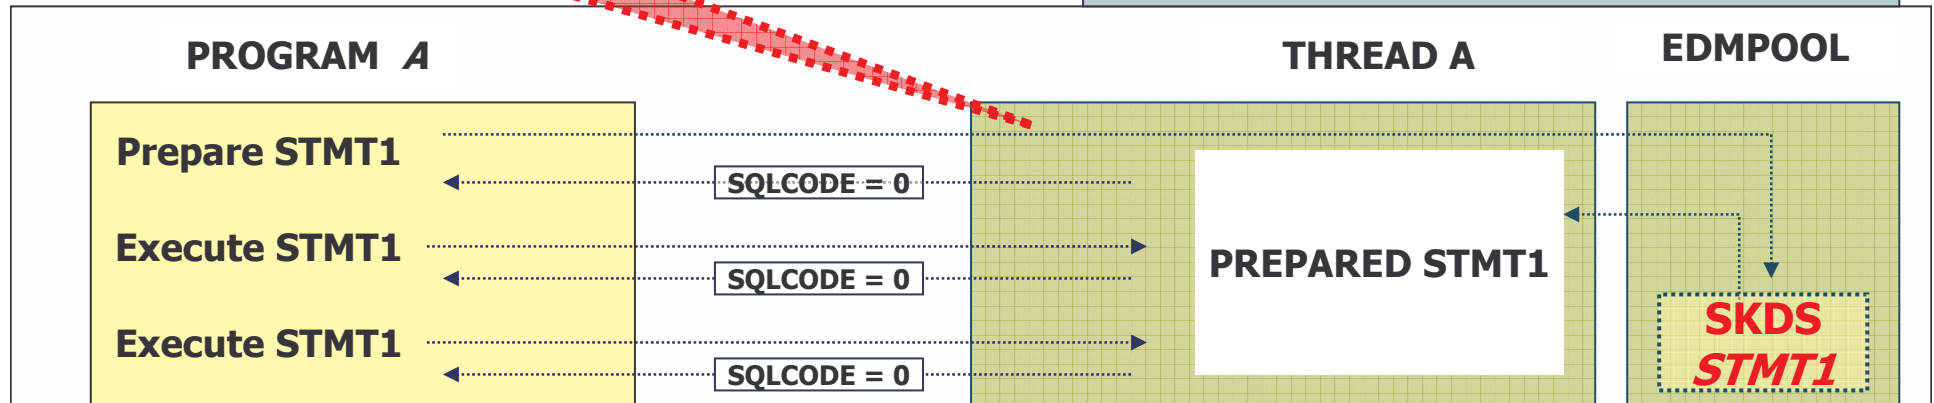 PROGRAM A
THREAD A
EDMPOOL
Prepare STMT1
SQLCODE = 0
Execute STMT1
SQLCODE = 0
PREPARED STMT1
Execute STMT1
SQLCODE = 0
SKDS
STMT1